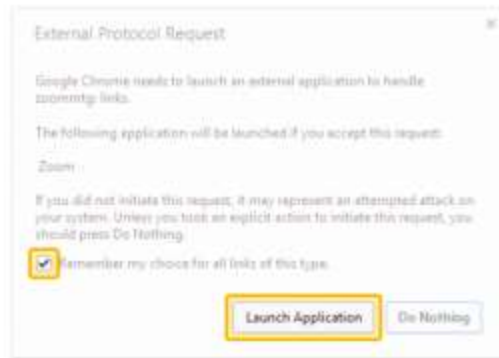 External Protocol Request
Google Chrome needs to launch an external application to handle
zoommtg: links.
The following application will be launched if you accept this request:
Zoom
If you did not initiate this request, it may represent an attempted attack on
your system. Unless you took an explicit action to initiate this request, you
should press Do Nothing.
Remember my choice for all links of this type.
Launch Application
Do Nothing